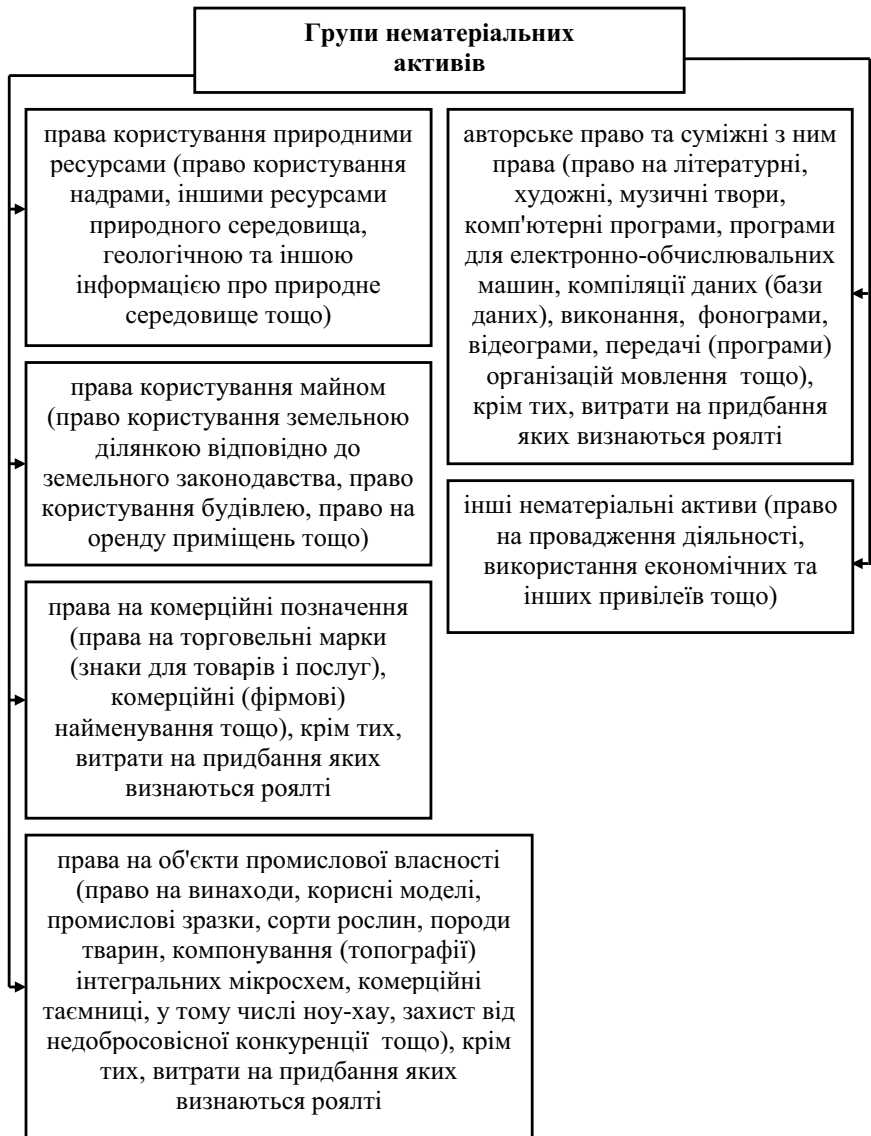 Групи нематеріальних
активів
права користування природними
ресурсами (право користування
надрами, іншими ресурсами
природного середовища,
геологічною та іншою
інформацією про природне
середовище тощо)
права користування майном
(право користування земельною
ділянкою відповідно до
земельного законодавства, право
користування будівлею, право на
оренду приміщень тощо)
права на комерційні позначення
(права на торговельні марки
(знаки для товарів і послуг),
комерційні (фірмові)
найменування тощо), крім тих,
витрати на придбання яких
визнаються роялті
права на об'єкти промислової власності
(право на винаходи, корисні моделі,
промислові зразки, сорти рослин, породи
тварин, компонування (топографії)
інтегральних мікросхем, комерційні
таємниці, у тому числі ноу-хау, захист від
недобросовісної конкуренції тощо), крім
тих, витрати на придбання яких
визнаються роялті
авторське право та суміжні з ним
права (право на літературні,
художні, музичні твори,
комп'ютерні програми, програми
для електронно-обчислювальних
машин, компіляції даних (бази
даних), виконання, фонограми,
відеограми, передачі (програми)
організацій мовлення тощо),
крім тих, витрати на придбання
яких визнаються роялті
інші нематеріальні активи (право
на провадження діяльності,
використання економічних та
інших привілеїв тощо)